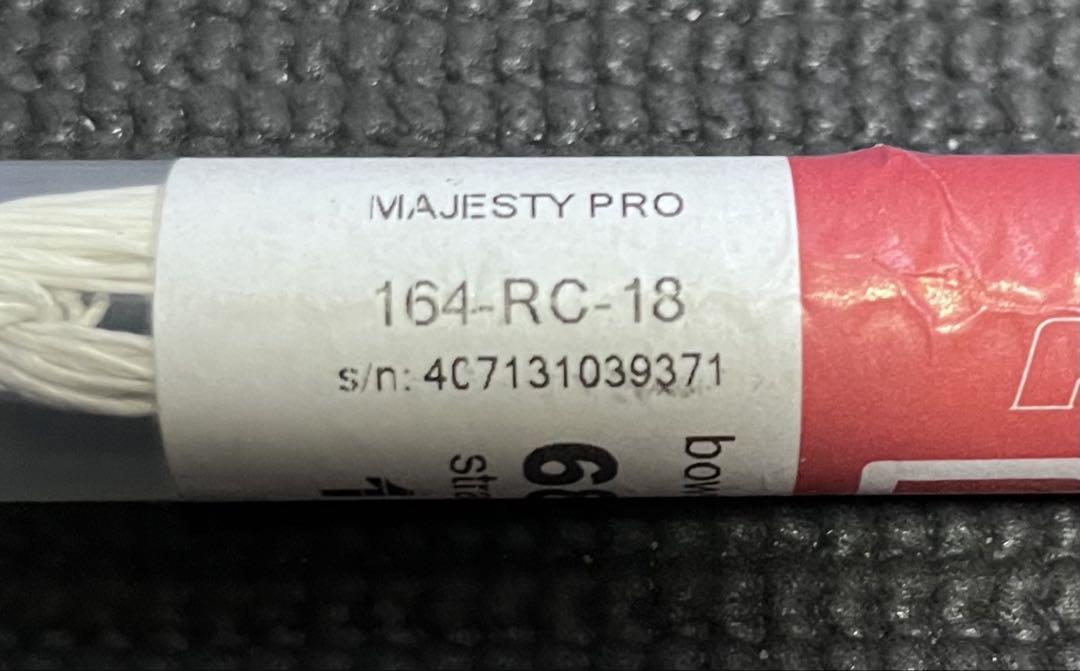 MAJESTY PRO
164-RC-18
s/n: 407131039371